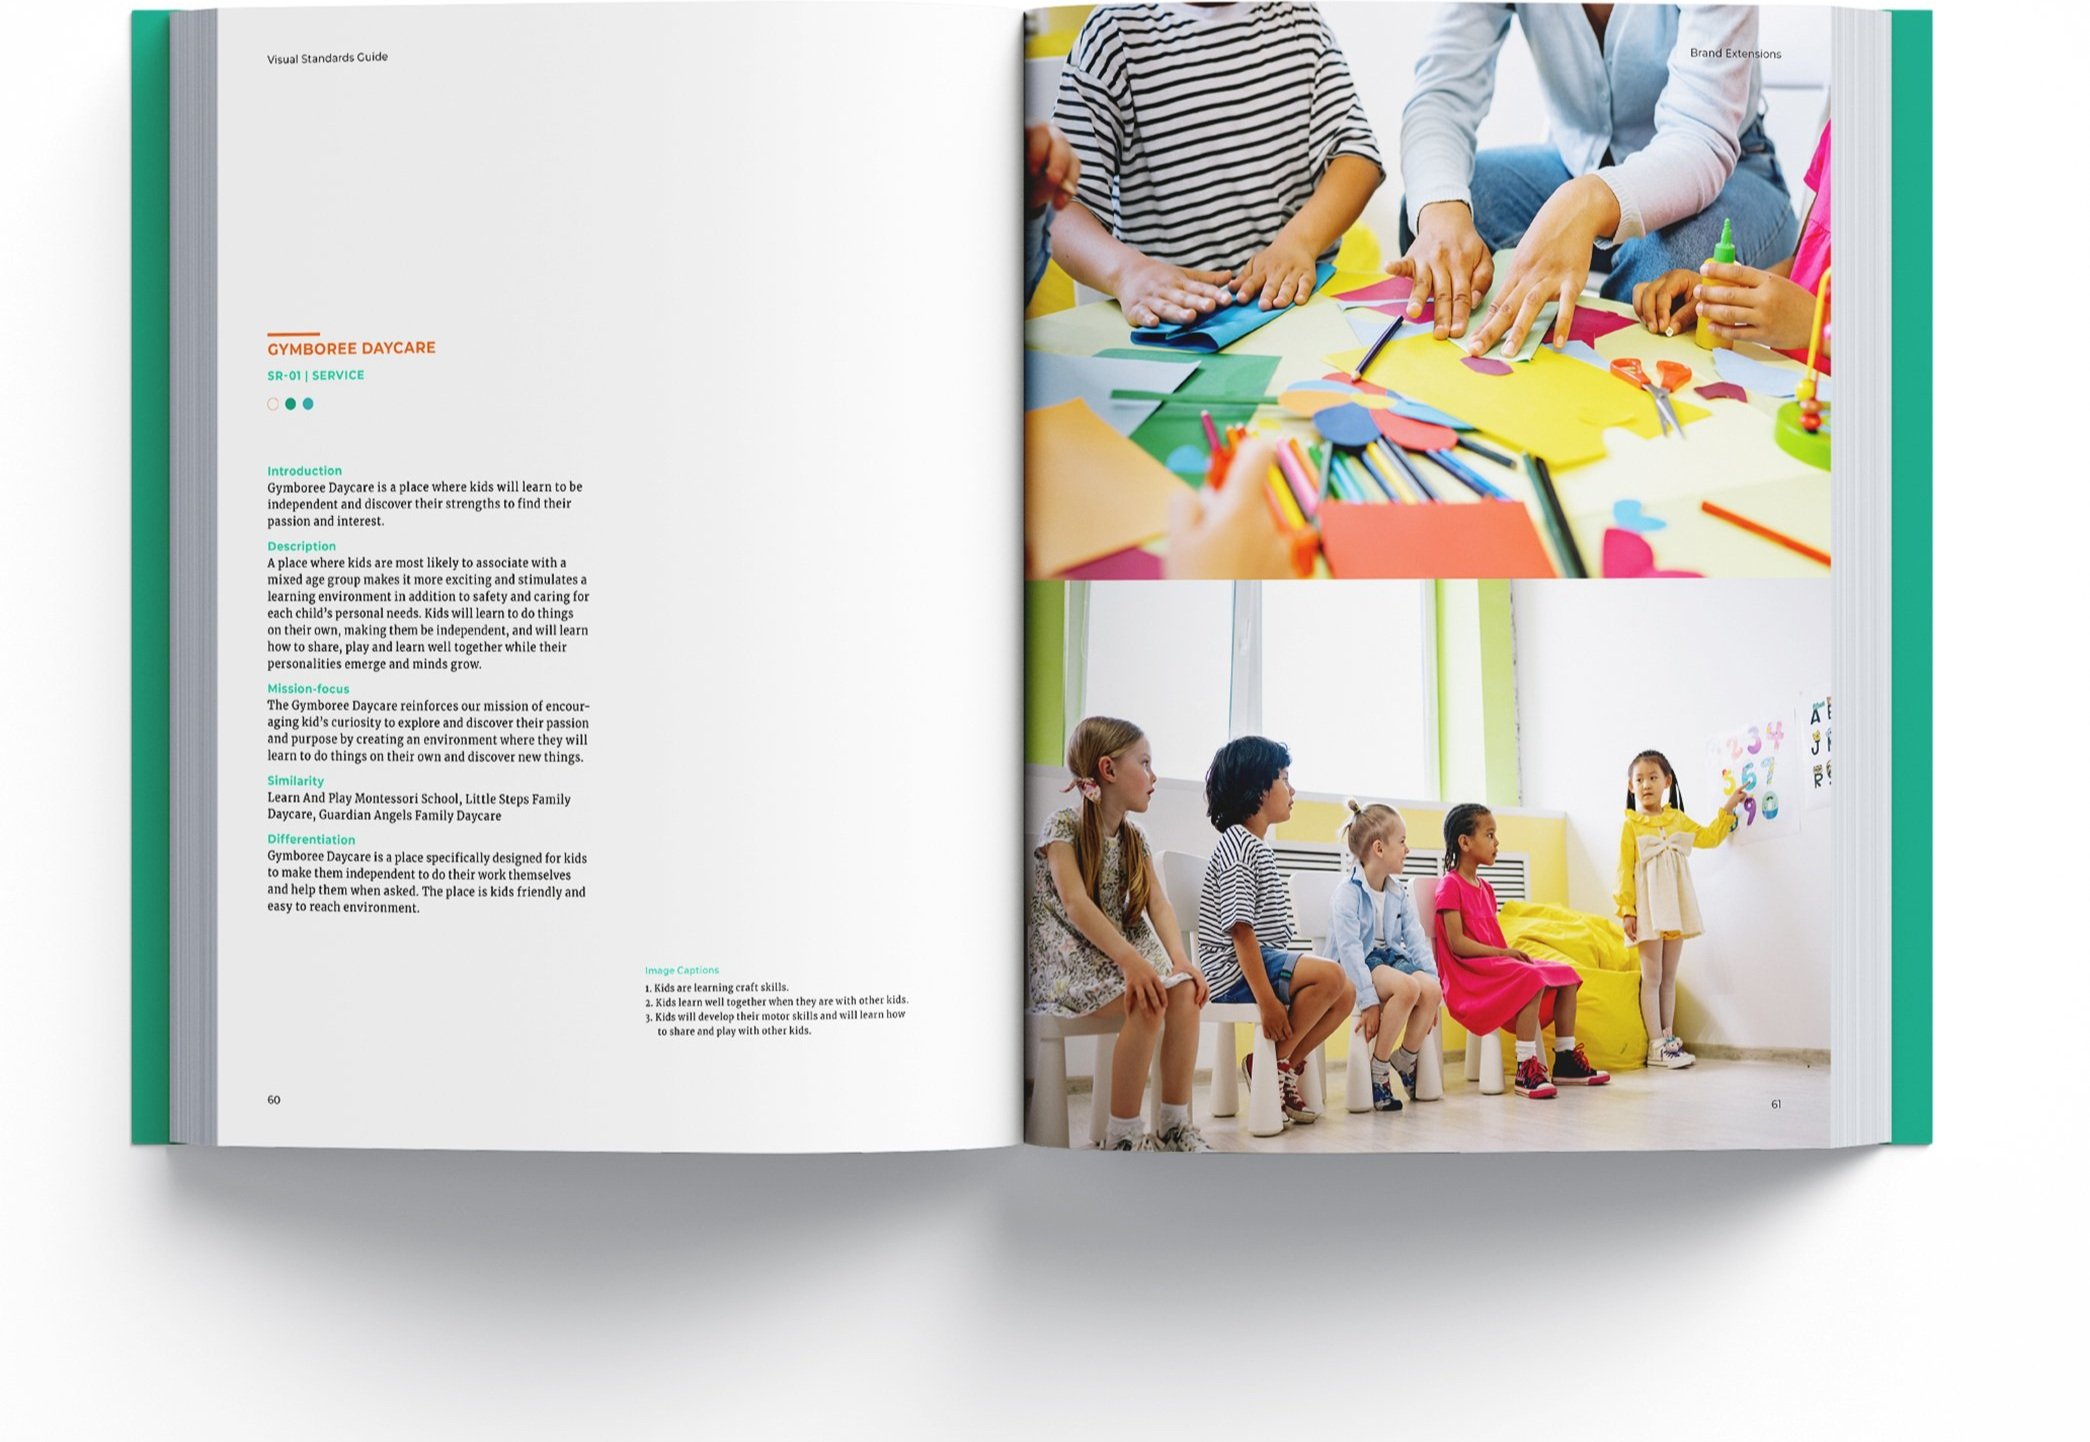 Visual Standards Guide
GYMBOREE DAYCARE
SR-01 | SERVICE
Introduction
Gymboree Daycare is a place where kids will learn to be
independent and discover their strengths to find their
passion and interest.
Description
A place where kids are most likely to associate with a
mixed age group makes it more exciting and stimulates a
learning environment in addition to safety and caring for
each child's personal needs. Kids will learn to do things
on their own, making them be independent, and will learn
how to share, play and learn well together while their
personalities emerge and minds grow.
Mission-focus
The Gymboree Daycare reinforces our mission of encour-
aging kid's curiosity to explore and discover their passion
and purpose by creating an environment where they will
learn to do things on their own and discover new things.
Similarity
Learn And Play Montessori School, Little Steps Family
Daycare, Guardian Angels Family Daycare
Differentiation
Gymboree Daycare is a place specifically designed for kids
to make them independent to do their work themselves
and help them when asked. The place is kids friendly and
easy to reach environment.
Image Captions
1. Kids are learning craft skills.
2. Kids learn well together when they are with other kids.
3. Kids will develop their motor skills and will learn how
to share and play with other kids.
60
Brand Extensions
2 3 4
5 6 7
9 0
A
J
R
61